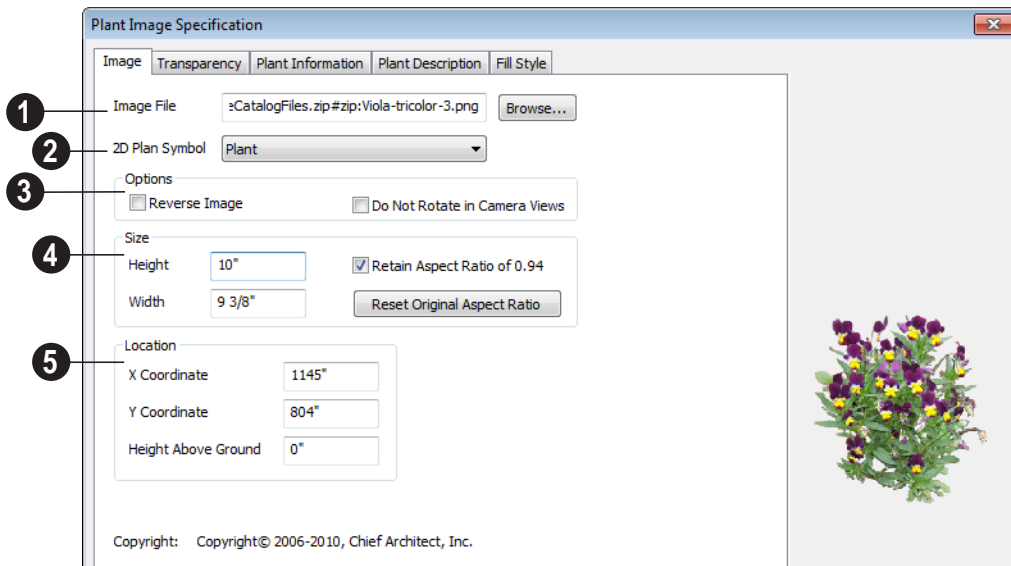 Plant Image Specification
Image Transparency Plant Information Plant Description Fill Style
1 Image File eCatalogFiles.zip#zip:Viola-tricolor-3.png Browse...
2 2D Plan Symbol Plant
3 Options
Reverse Image Do Not Rotate in Camera Views
4 Size
Height 10" Retain Aspect Ratio of 0.94
Width 9 3/8" Reset Original Aspect Ratio
5 Location
X Coordinate 1145"
Y Coordinate 804"
Height Above Ground 0"
Copyright: Copyright© 2006-2010, Chief Architect, Inc.